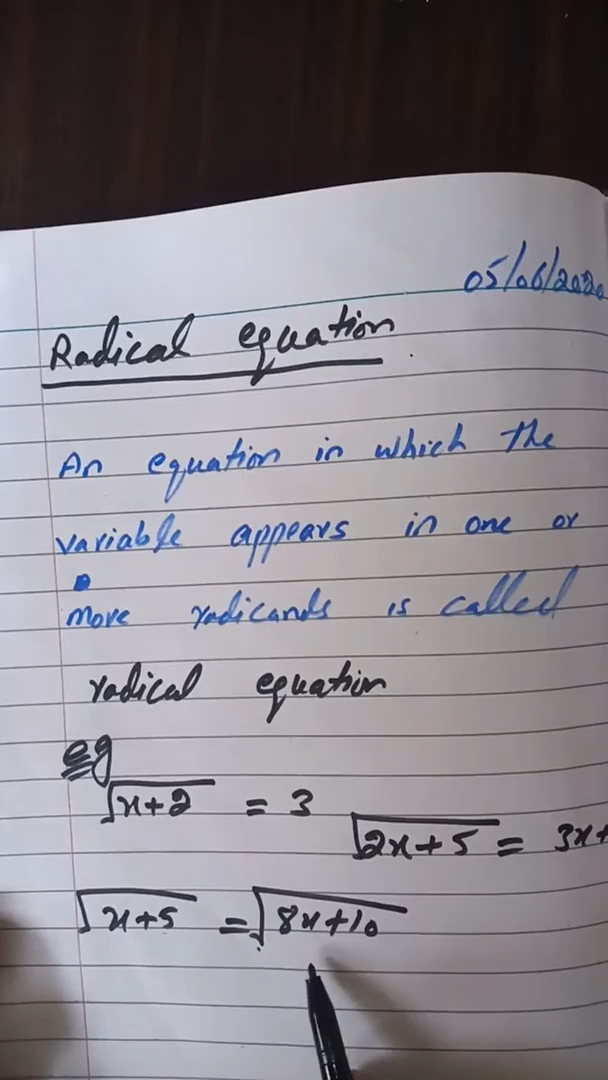 05/06/2020
Radical equation
An equation in which the
variable appears in one or
more radicands is called
radical equation
eg
√x+2 = 3
√2x+5 = 3x+
√x+5 = √8x+10